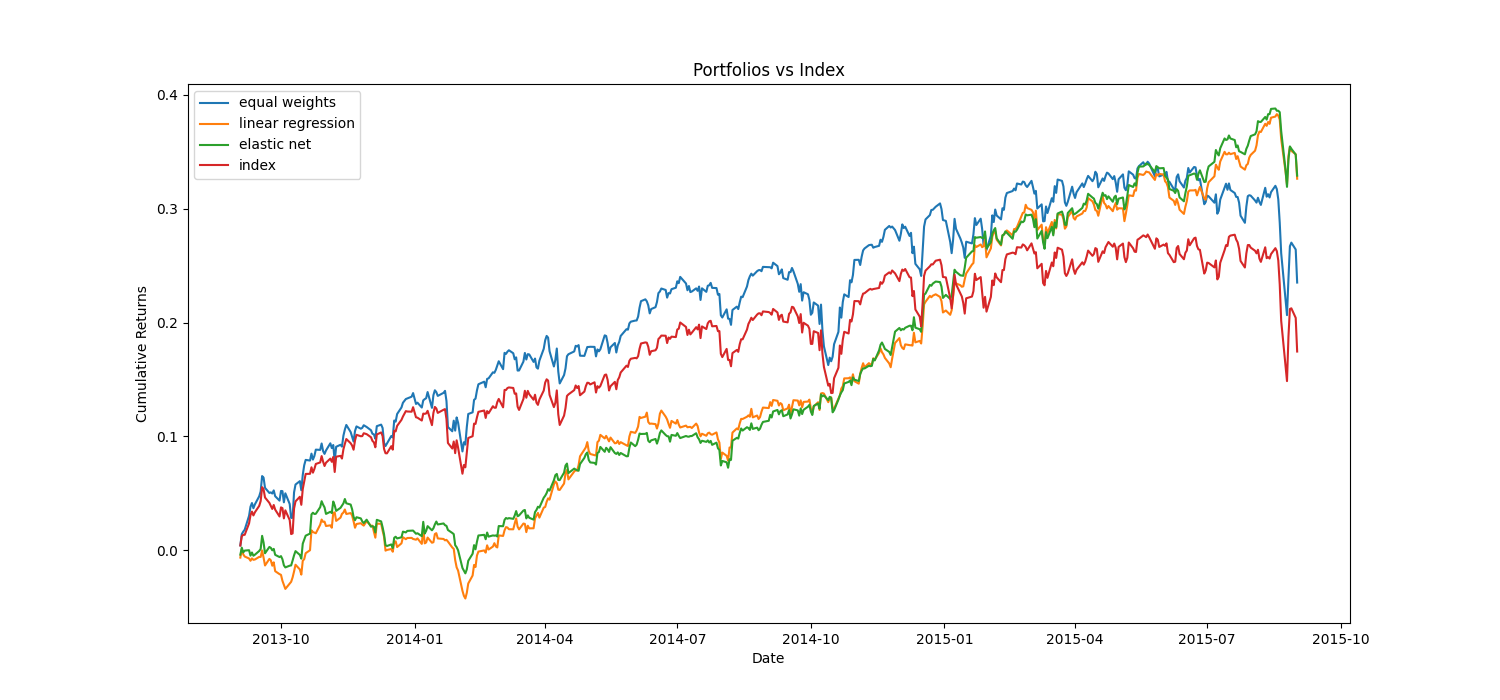 Portfolios vs Index
equal weights
linear regression
elastic net
index
Cumulative Returns
0.4
0.3
0.2
0.1
0.0
2013-10 2014-01 2014-04 2014-07 2014-10 2015-01 2015-04 2015-07 2015-10
Date